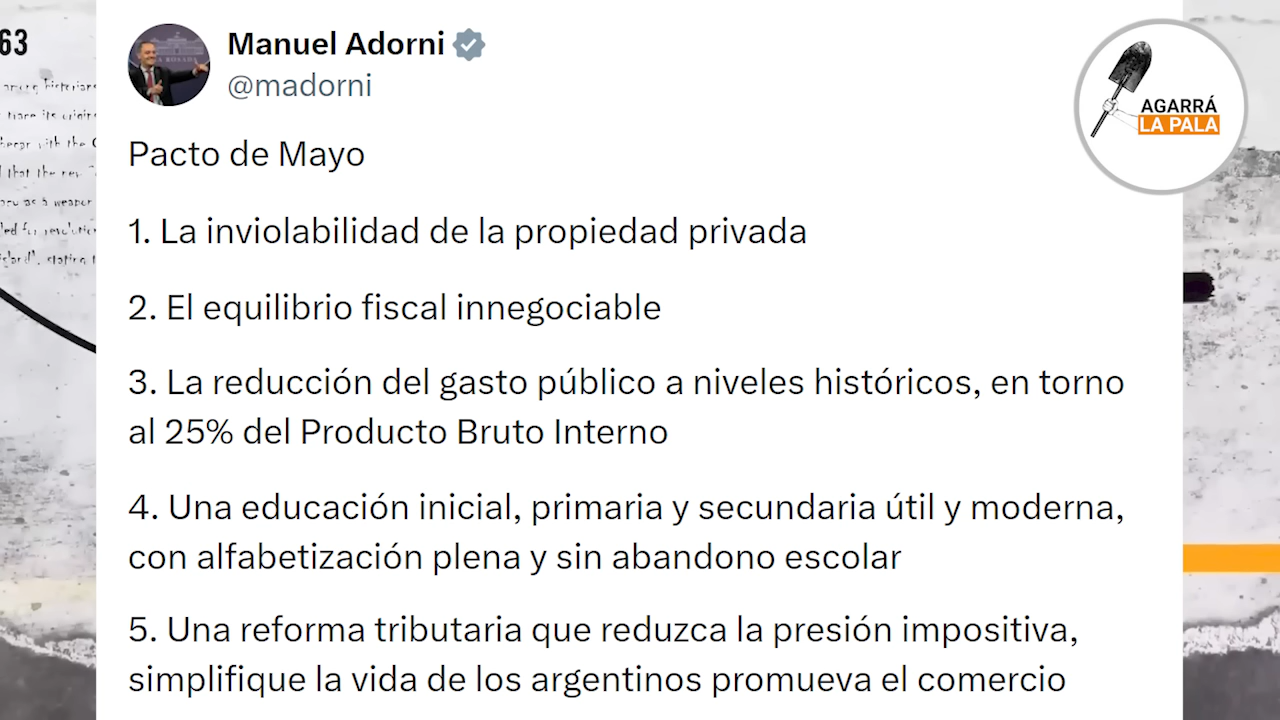 63
Manuel Adorni
@madorni
AGARRÁ
LA PALA
Pacto de Mayo
1. La inviolabilidad de la propiedad privada
2. El equilibrio fiscal innegociable
3. La reducción del gasto público a niveles históricos, en torno
al 25% del Producto Bruto Interno
4. Una educación inicial, primaria y secundaria útil y moderna,
con alfabetización plena y sin abandono escolar
5. Una reforma tributaria que reduzca la presión impositiva,
simplifique la vida de los argentinos promueva el comercio